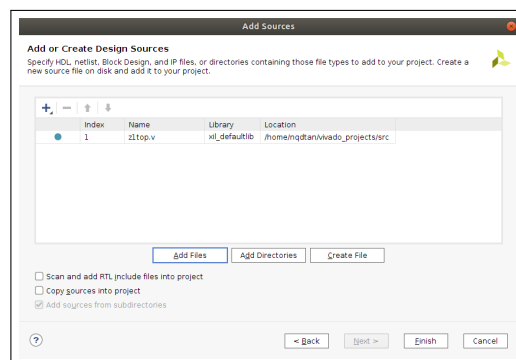 Add Sources
Add or Create Design Sources
Specify HDL, netlist, Block Design, and IP files, or directories containing those file types to add to your project. Create a
new source file on disk and add it to your project.
Index Name Library Location
1 z1top.v xil_defaultlib /home/nqdtan/vivado_projects/src
Add Files Add Directories Create File
Scan and add RTL include files into project
Copy sources into project
Add sources from subdirectories
? < Back Next > Finish Cancel